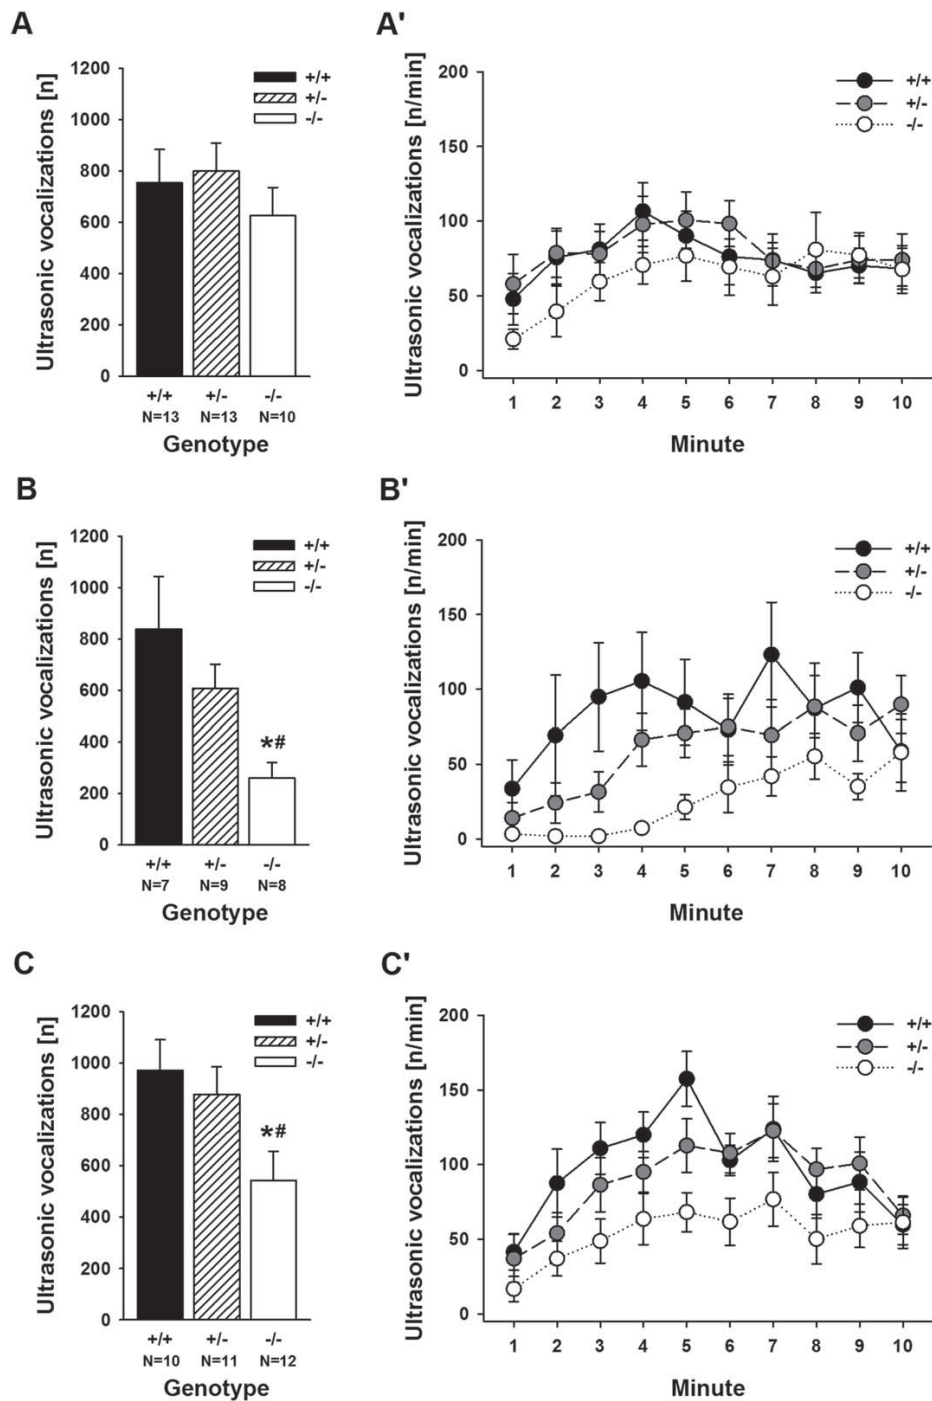 A
Ultrasonic vocalizations [n]
1200
1000
800
600
400
200
0
+/+
+/-
-/-
+/+ +/- -/-
N=13 N=13 N=10
Genotype
A'
Ultrasonic vocalizations [n/min]
200
150
100
50
0
+/+
+/-
-/-
1 2 3 4 5 6 7 8 9 10
Minute
B
Ultrasonic vocalizations [n]
1200
1000
800
600
400
200
0
+/+
+/-
-/-
*#
+/+ +/- -/-
N=7 N=9 N=8
Genotype
B'
Ultrasonic vocalizations [n/min]
200
150
100
50
0
+/+
+/-
-/-
1 2 3 4 5 6 7 8 9 10
Minute
C
Ultrasonic vocalizations [n]
1200
1000
800
600
400
200
0
+/+
+/-
-/-
*#
+/+ +/- -/-
N=10 N=11 N=12
Genotype
C'
Ultrasonic vocalizations [n/min]
200
150
100
50
0
+/+
+/-
-/-
1 2 3 4 5 6 7 8 9 10
Minute